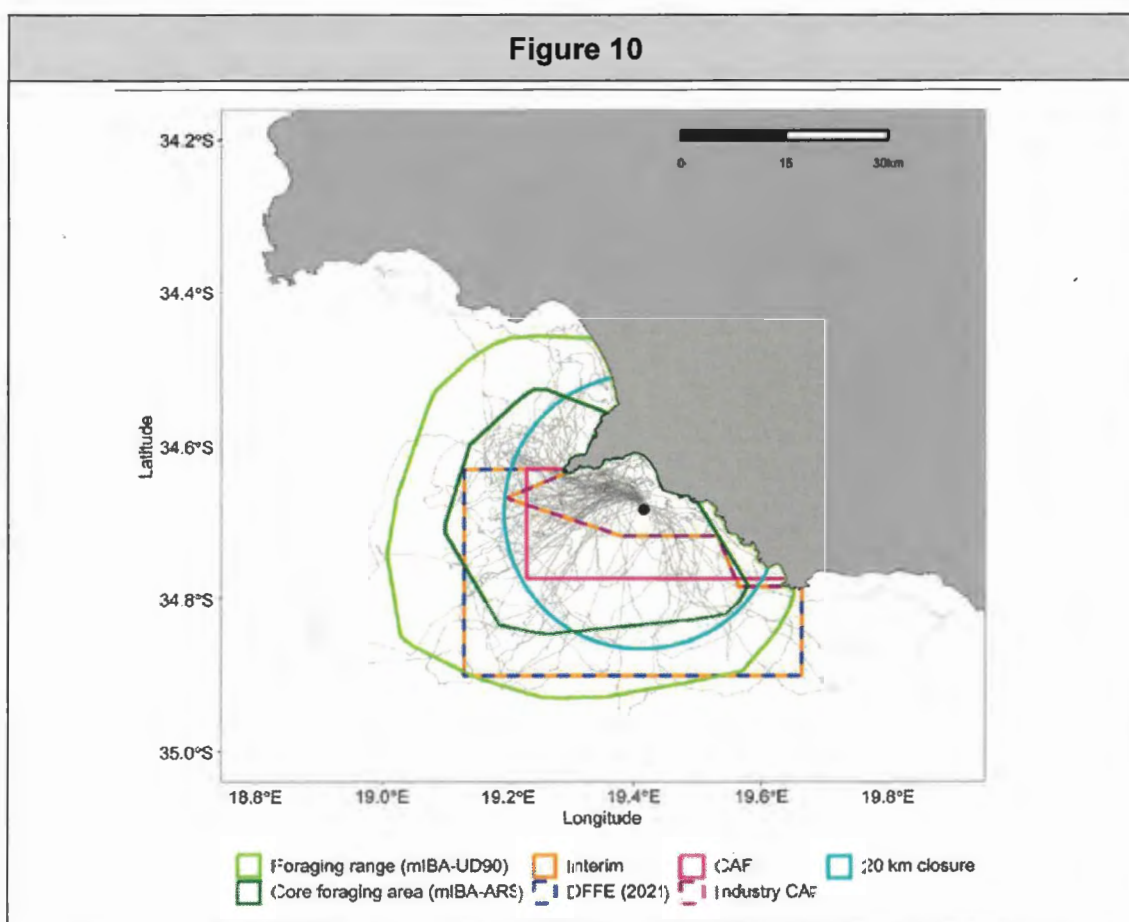 Figure 10
34.2°S
34.4°S
34.6°S
34.8°S
35.0°S
Latitude
0 15 30km
18.8°E 19.0°E 19.2°E 19.4°E 19.6°E 19.8°E
Longitude
Foraging range (mIBA-UD90) Interim CAF 20 km closure
Core foraging area (mIBA-ARS) DFFE (2021) Industry CAF